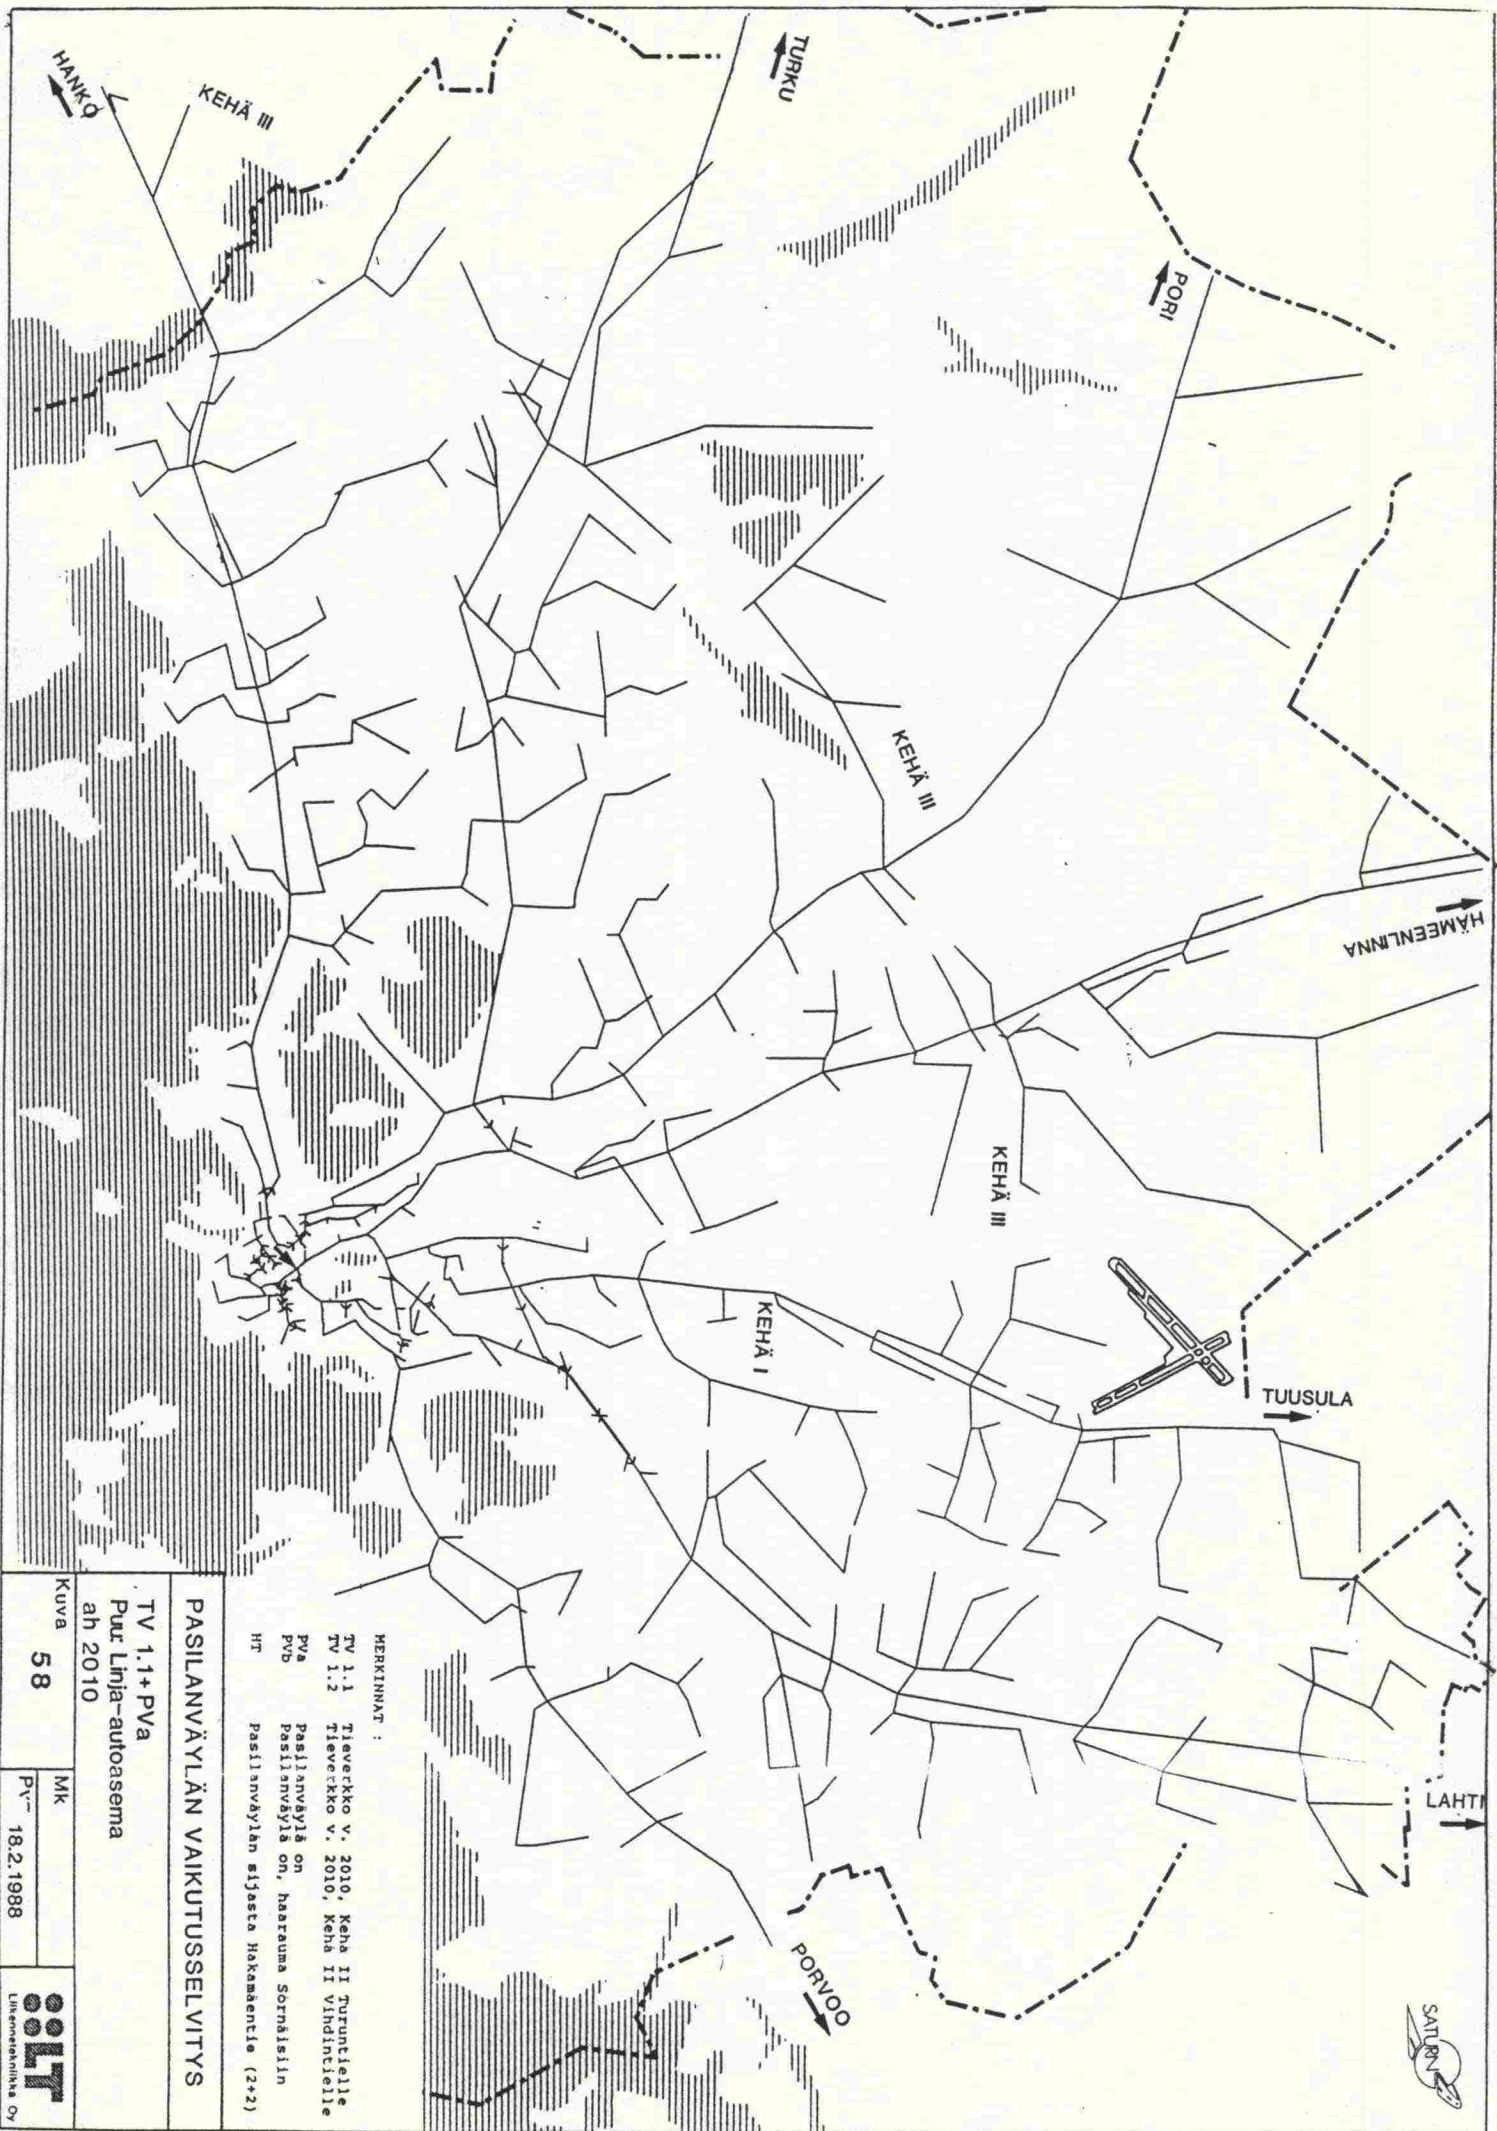 HANKO
KEHÄ III
TURKU
PORI
KEHÄ III
HÄMEENLINNA
KEHÄ III
KEHÄ I
TUUSULA
LAHTI
PORVOO
SATURN
MERKINNAT :
TV 1.1 Tieverkko v. 2010, Kehä II Turuntielle
TV 1.2 Tieverkko v. 2010, Kehä II Vihdintielle
PVa Pasilanväylä on
PVb Pasilanväylä on, haarauma Sörnäisiin
HT Pasilanväylän sijasta Hakamäentie (2+2)
PASILANVÄYLÄN VAIKUTUSSELVITYS
TV 1.1+PVa
Puu: Linja-autoasema
ah 2010
Kuva 58
Mk
Pv 18.2.1988
LT
Liikennetekniikka Oy